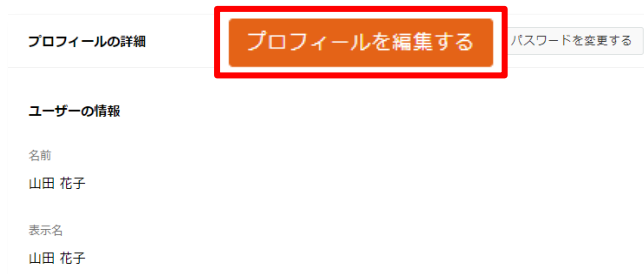 プロフィールの詳細
プロフィールを編集する
パスワードを変更する
ユーザーの情報
名前
山田 花子
表示名
山田 花子